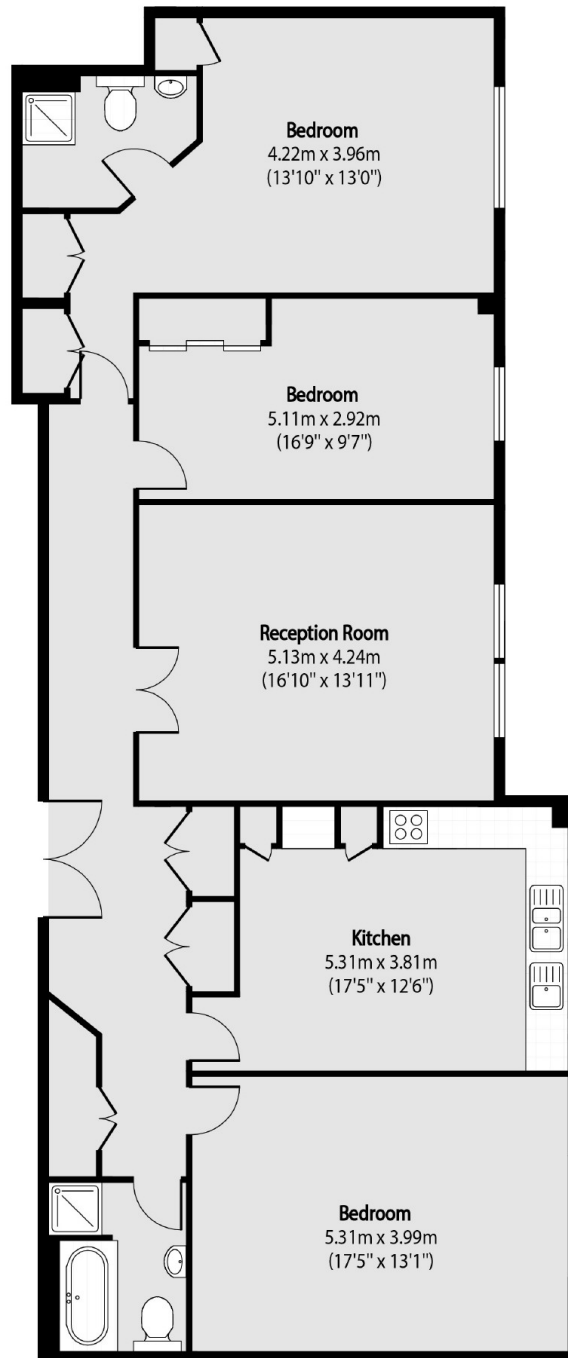 Bedroom
4.22m x 3.96m
(13'10" x 13'0")
Bedroom
5.11m x 2.92m
(16'9" x 9'7")
Reception Room
5.13m x 4.24m
(16'10" x 13'11")
Kitchen
5.31m x 3.81m
(17'5" x 12'6")
Bedroom
5.31m x 3.99m
(17'5" x 13'1")